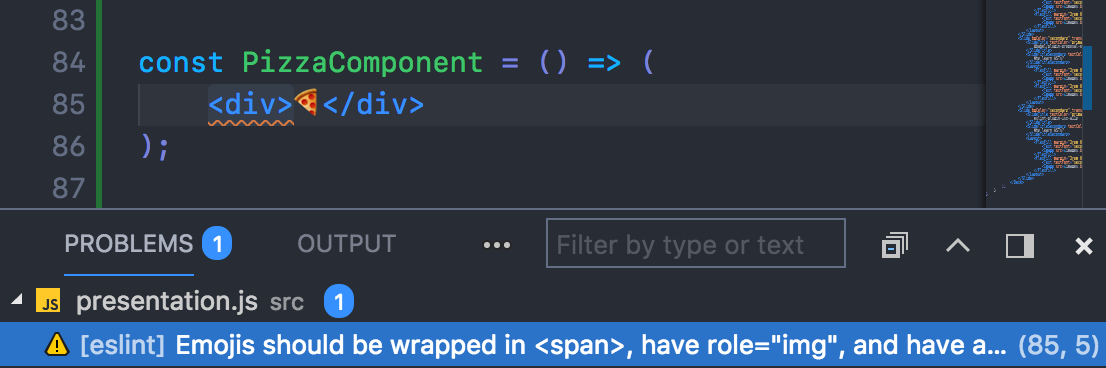 83
84 const PizzaComponent = () => (
85 <div>🍕</div>
86 );
87
PROBLEMS 1 OUTPUT ••• Filter by type or text
JS presentation.js src 1
[eslint] Emojis should be wrapped in <span>, have role="img", and have a... (85, 5)